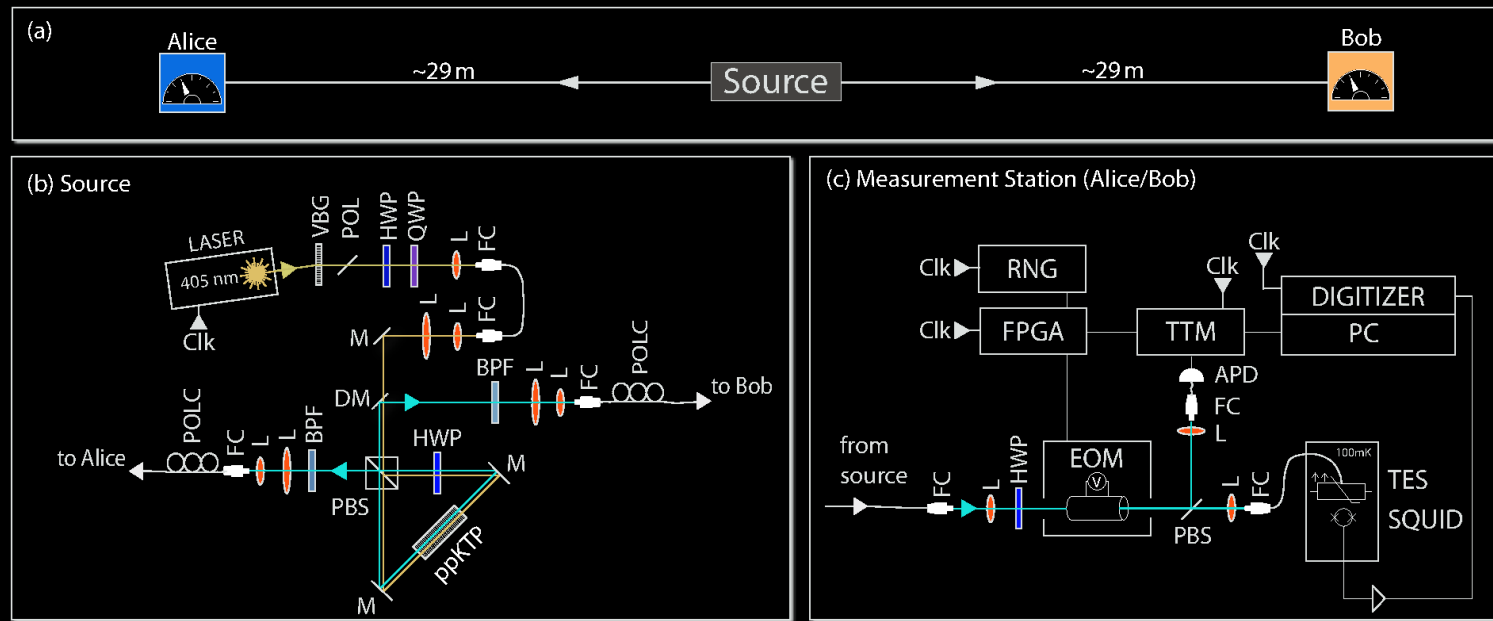 (a)
Alice
~29 m
Source
~29 m
Bob
(b) Source
LASER
405 nm
Clk
VBG
POL
HWP
QWP
L
FC
M
L
L
FC
DM
BPF
L
L
FC
POLC
to Bob
to Alice
POLC
FC
L
L
BPF
PBS
HWP
M
ppKTP
M
(c) Measurement Station (Alice/Bob)
Clk
RNG
Clk
FPGA
Clk
TTM
Clk
DIGITIZER
PC
APD
FC
L
from
source
FC
L
HWP
EOM
V
PBS
L
FC
100mK
TES
SQUID